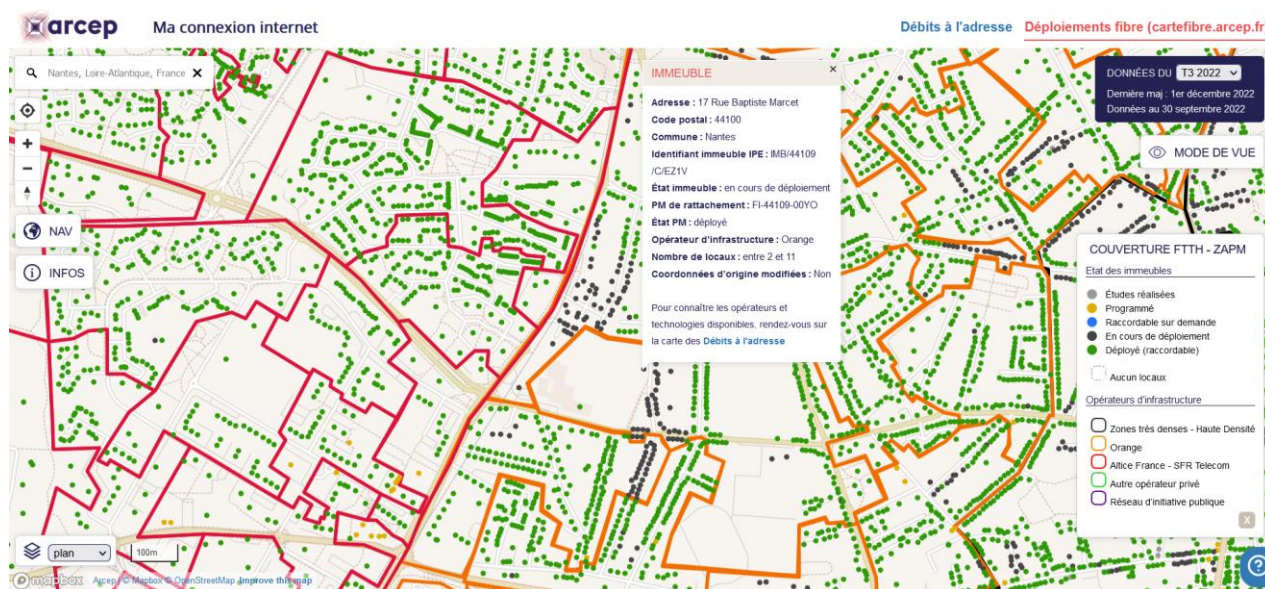 arcep
Ma connexion internet
Débits à l'adresse
Déploiements fibre (cartefibre.arcep.fr
Nantes, Loire-Atlantique, France X
+
−
NAV
INFOS
plan
100m
mapbox
Arcep | © Mapbox © OpenStreetMap Improve this map
IMMEUBLE
×
Adresse : 17 Rue Baptiste Marcet
Code postal : 44100
Commune : Nantes
Identifiant immeuble IPE : IMB/44109
/C/EZ1V
État immeuble : en cours de déploiement
PM de rattachement : FI-44109-00YO
État PM : déployé
Opérateur d'infrastructure : Orange
Nombre de locaux : entre 2 et 11
Coordonnées d'origine modifiées : Non
Pour connaître les opérateurs et
technologies disponibles, rendez-vous sur
la carte des Débits à l'adresse
DONNÉES DU T3 2022
Dernière maj : 1er décembre 2022
Données au 30 septembre 2022
MODE DE VUE
COUVERTURE FTTH - ZAPM
Etat des immeubles
Études réalisées
Programmé
Raccordable sur demande
En cours de déploiement
Déployé (raccordable)
Aucun locaux
Opérateurs d'infrastructure
Zones très denses - Haute Densité
Orange
Altice France - SFR Telecom
Autre opérateur privé
Réseau d'initiative publique
X
?